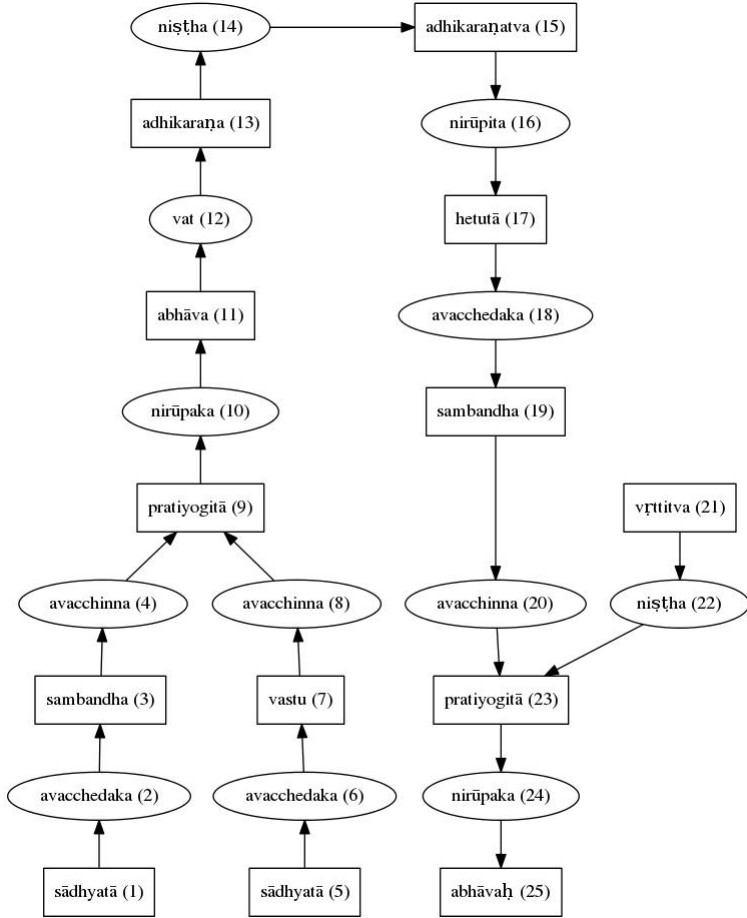 niṣṭha (14)
adhikaraṇatva (15)
adhikaraṇa (13)
nirūpita (16)
vat (12)
hetutā (17)
abhāva (11)
avacchedaka (18)
nirūpaka (10)
sambandha (19)
pratiyogitā (9)
vṛttitva (21)
avacchinna (4)
avacchinna (8)
avacchinna (20)
niṣṭha (22)
sambandha (3)
vastu (7)
pratiyogitā (23)
avacchedaka (2)
avacchedaka (6)
nirūpaka (24)
sādhyatā (1)
sādhyatā (5)
abhāvaḥ (25)